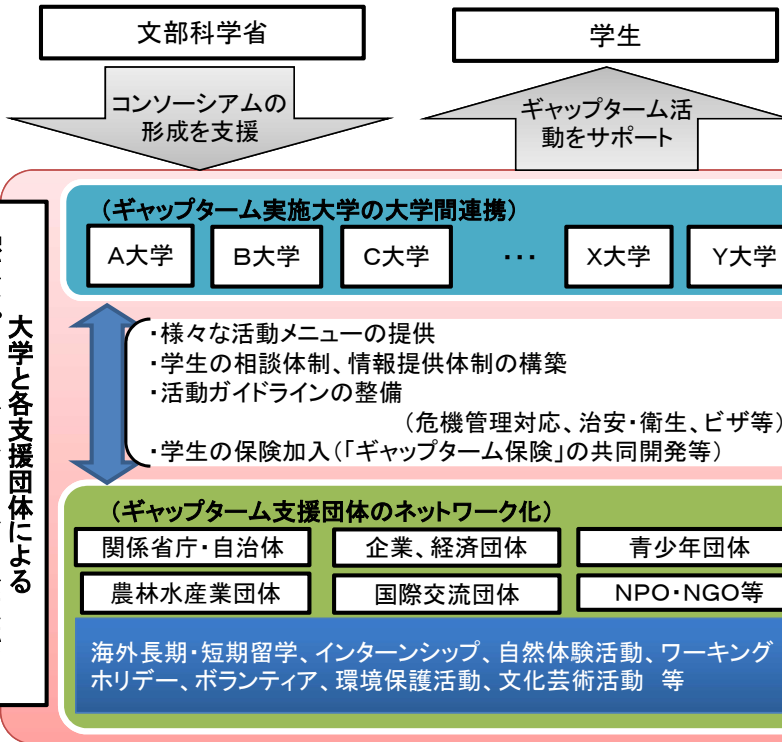 文部科学省
学生
コンソーシアムの
形成を支援
ギャップターム活
動をサポート
大学と各支援団体による
(ギャップターム実施大学の大学間連携)
A大学
B大学
C大学
…
X大学
Y大学
・様々な活動メニューの提供
・学生の相談体制、情報提供体制の構築
・活動ガイドラインの整備
(危機管理対応、治安・衛生、ビザ等)
・学生の保険加入(「ギャップターム保険」の共同開発等)
(ギャップターム支援団体のネットワーク化)
関係省庁・自治体
企業、経済団体
青少年団体
農林水産業団体
国際交流団体
NPO・NGO等
海外長期・短期留学、インターンシップ、自然体験活動、ワーキング
ホリデー、ボランティア、環境保護活動、文化芸術活動 等